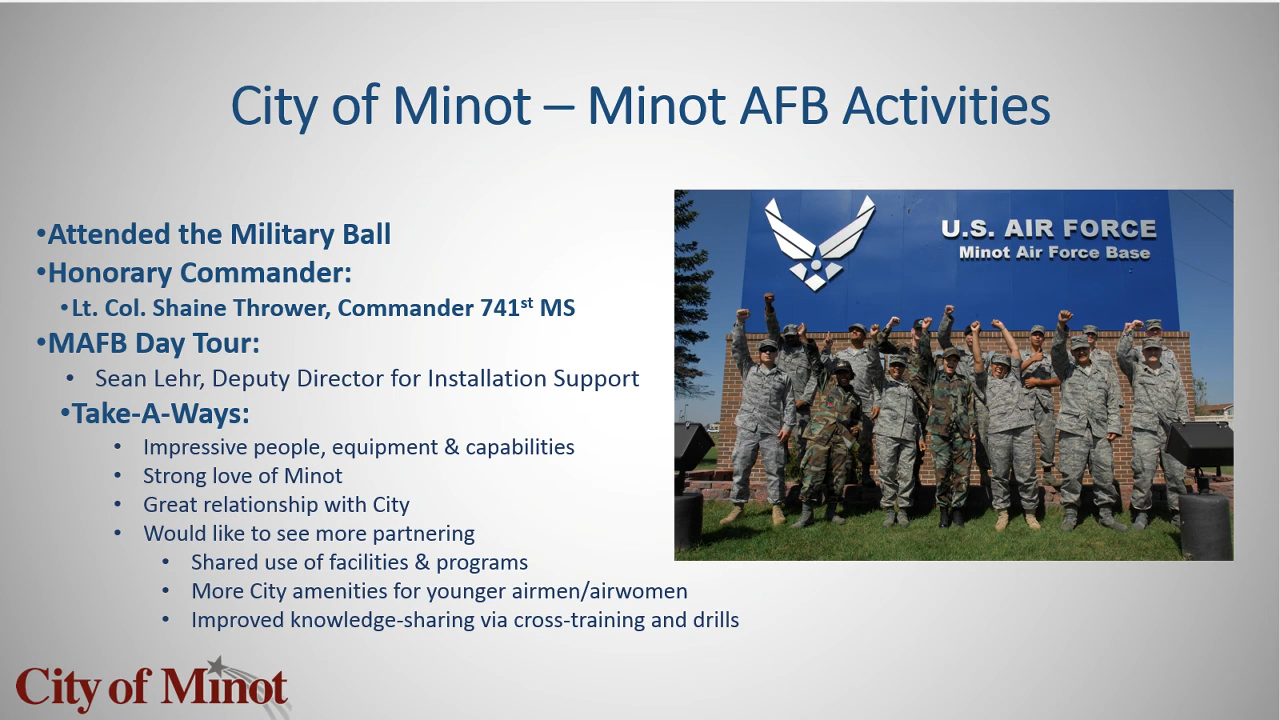 City of Minot – Minot AFB Activities
•Attended the Military Ball
•Honorary Commander:
•Lt. Col. Shaine Thrower, Commander 741st MS
•MAFB Day Tour:
• Sean Lehr, Deputy Director for Installation Support
•Take-A-Ways:
• Impressive people, equipment & capabilities
• Strong love of Minot
• Great relationship with City
• Would like to see more partnering
• Shared use of facilities & programs
• More City amenities for younger airmen/airwomen
• Improved knowledge-sharing via cross-training and drills
U.S. AIR FORCE
Minot Air Force Base
City of Minot